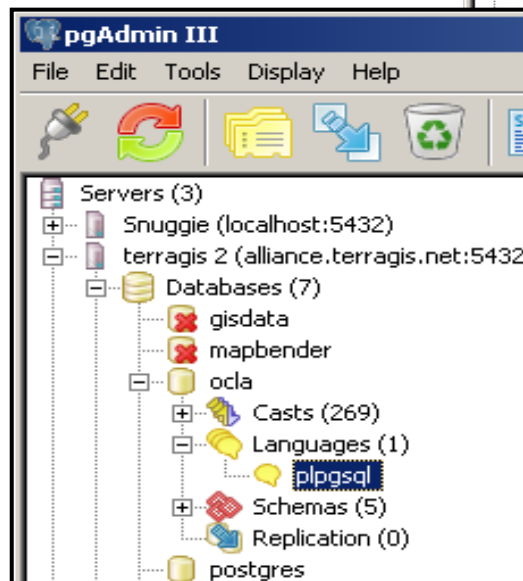 pgAdmin III
File Edit Tools Display Help
Servers (3)
Snuggie (localhost:5432)
terragis 2 (alliance.terragis.net:5432
Databases (7)
gisdata
mapbender
ocla
Casts (269)
Languages (1)
plpgsql
Schemas (5)
Replication (0)
postgres